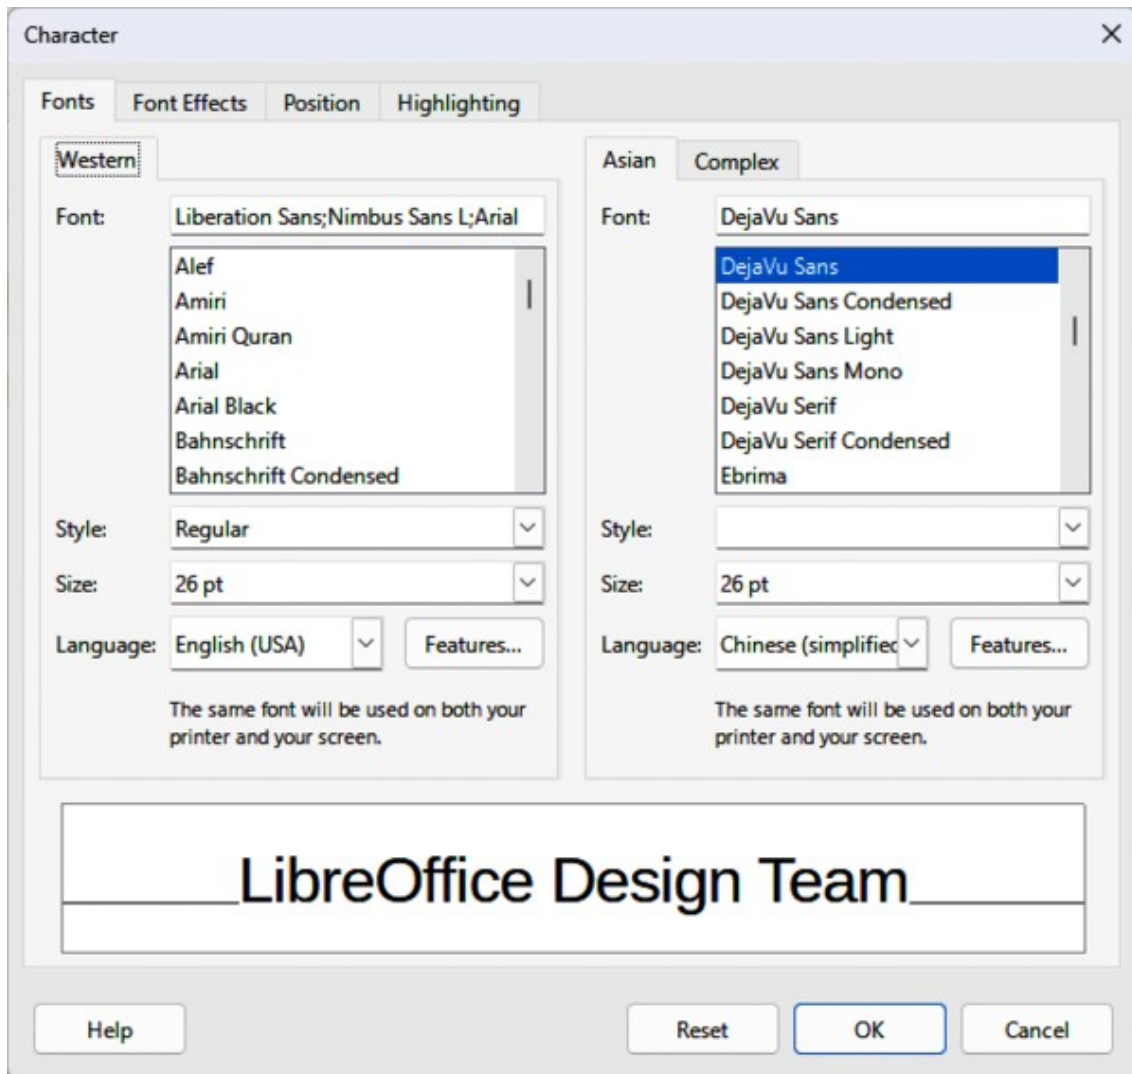 Character
Fonts Font Effects Position Highlighting
Western
Font: Liberation Sans;Nimbus Sans L;Arial
Alef
Amiri
Amiri Quran
Arial
Arial Black
Bahnschrift
Bahnschrift Condensed
Style: Regular
Size: 26 pt
Language: English (USA) Features...
The same font will be used on both your
printer and your screen.
Asian Complex
Font: DejaVu Sans
DejaVu Sans
DejaVu Sans Condensed
DejaVu Sans Light
DejaVu Sans Mono
DejaVu Serif
DejaVu Serif Condensed
Ebrima
Style:
Size: 26 pt
Language: Chinese (simplified Features...
The same font will be used on both your
printer and your screen.
LibreOffice Design Team
Help Reset OK Cancel